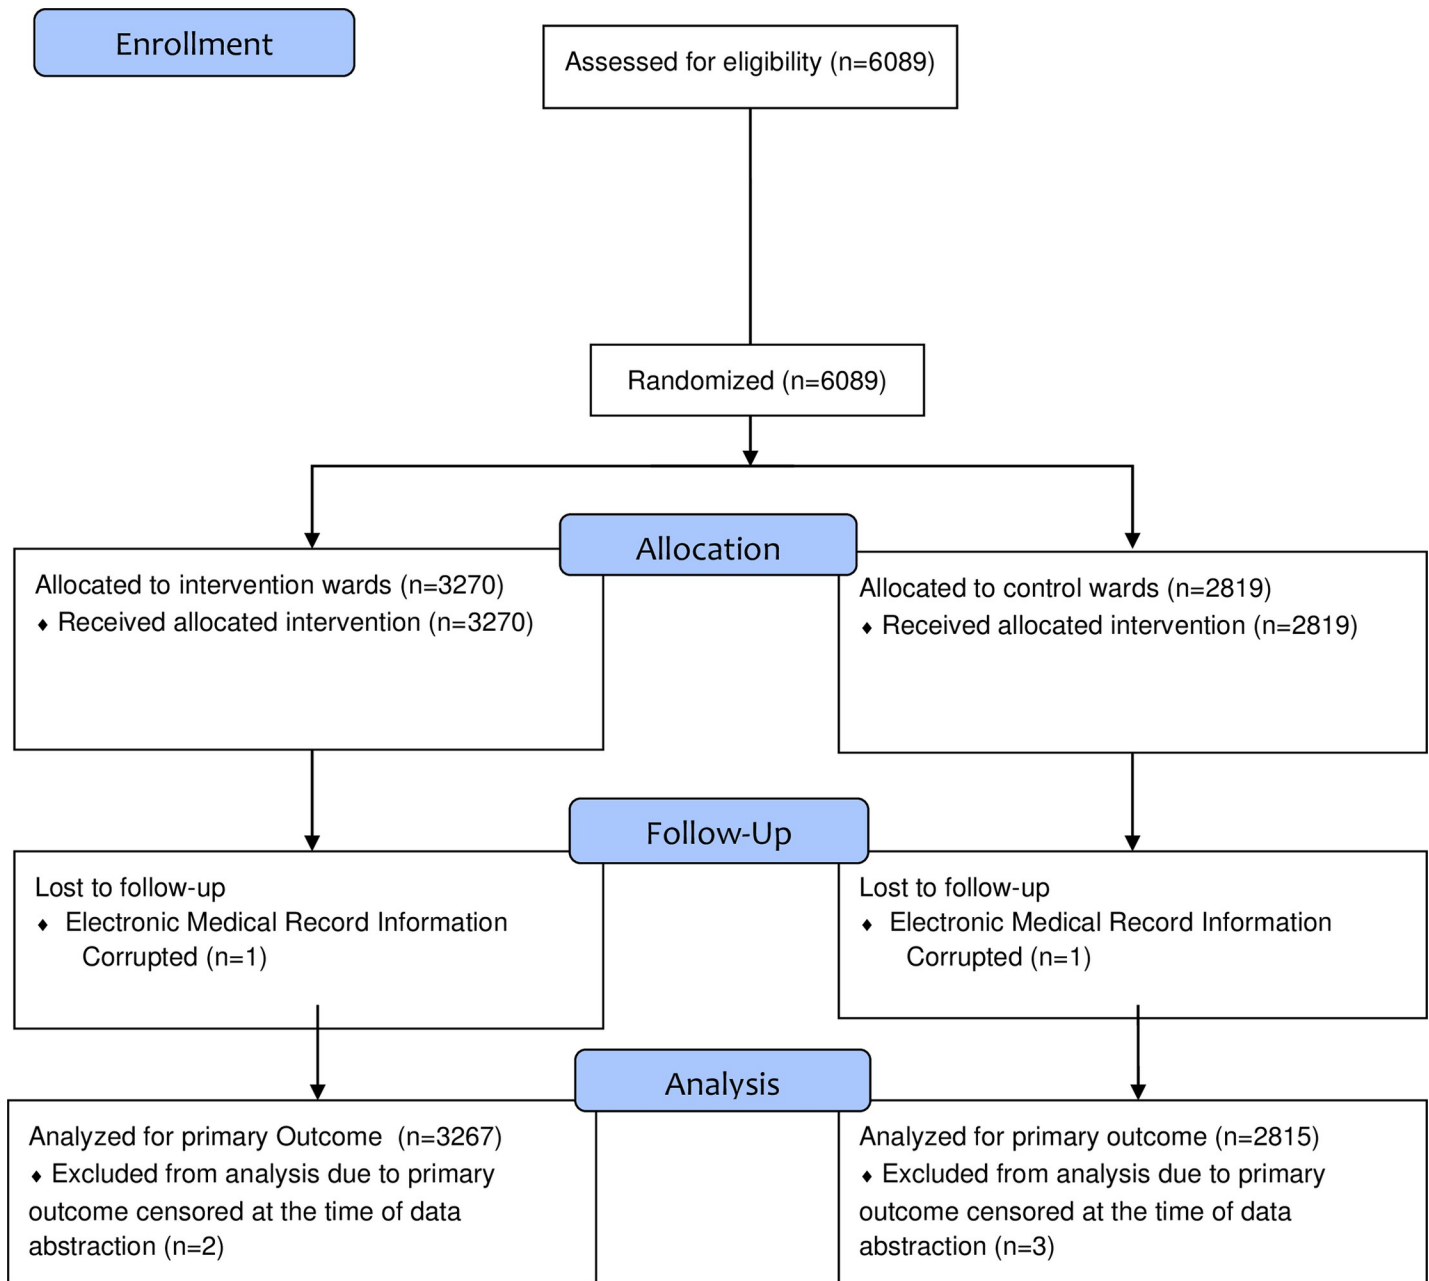 Enrollment
Assessed for eligibility (n=6089)
Randomized (n=6089)
Allocation
Allocated to intervention wards (n=3270)
♦ Received allocated intervention (n=3270)
Allocated to control wards (n=2819)
♦ Received allocated intervention (n=2819)
Follow-Up
Lost to follow-up
♦ Electronic Medical Record Information
Corrupted (n=1)
Lost to follow-up
♦ Electronic Medical Record Information
Corrupted (n=1)
Analysis
Analyzed for primary Outcome  (n=3267)
♦ Excluded from analysis due to primary
outcome censored at the time of data
abstraction (n=2)
Analyzed for primary outcome (n=2815)
♦ Excluded from analysis due to primary
outcome censored at the time of data
abstraction (n=3)